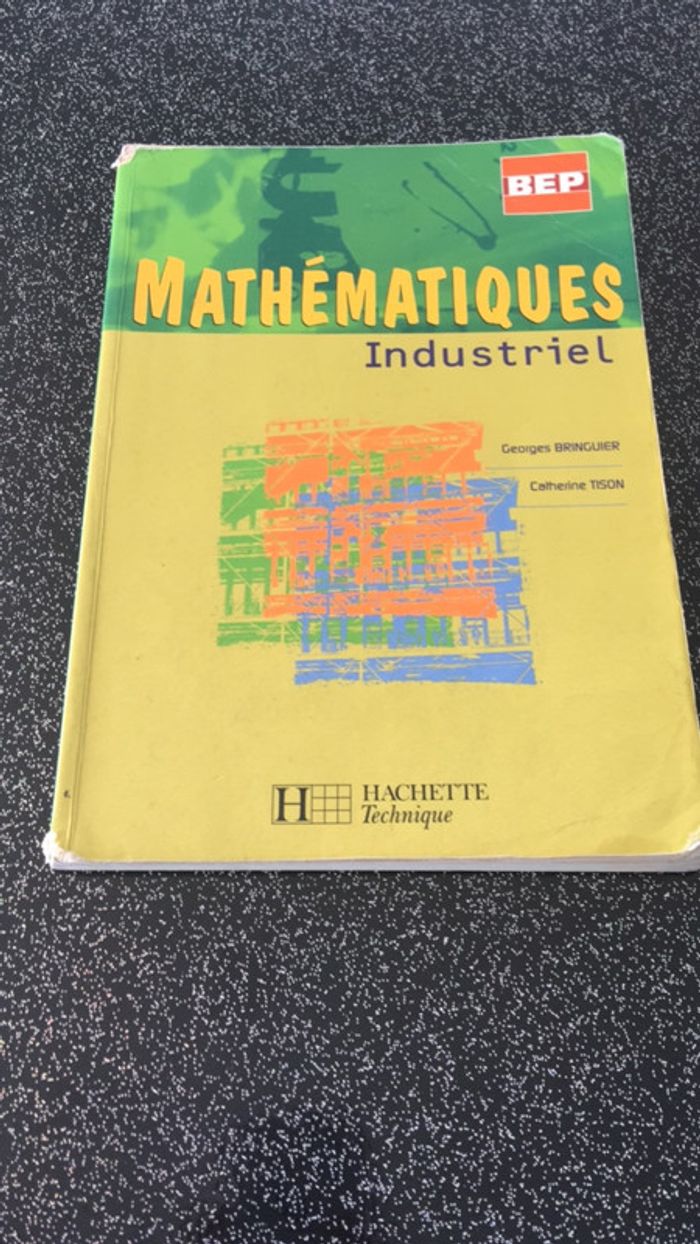 BEP
MATHÉMATIQUES
Industriel
Georges BRINGUIER
Catherine TISON
H
HACHETTE
Technique